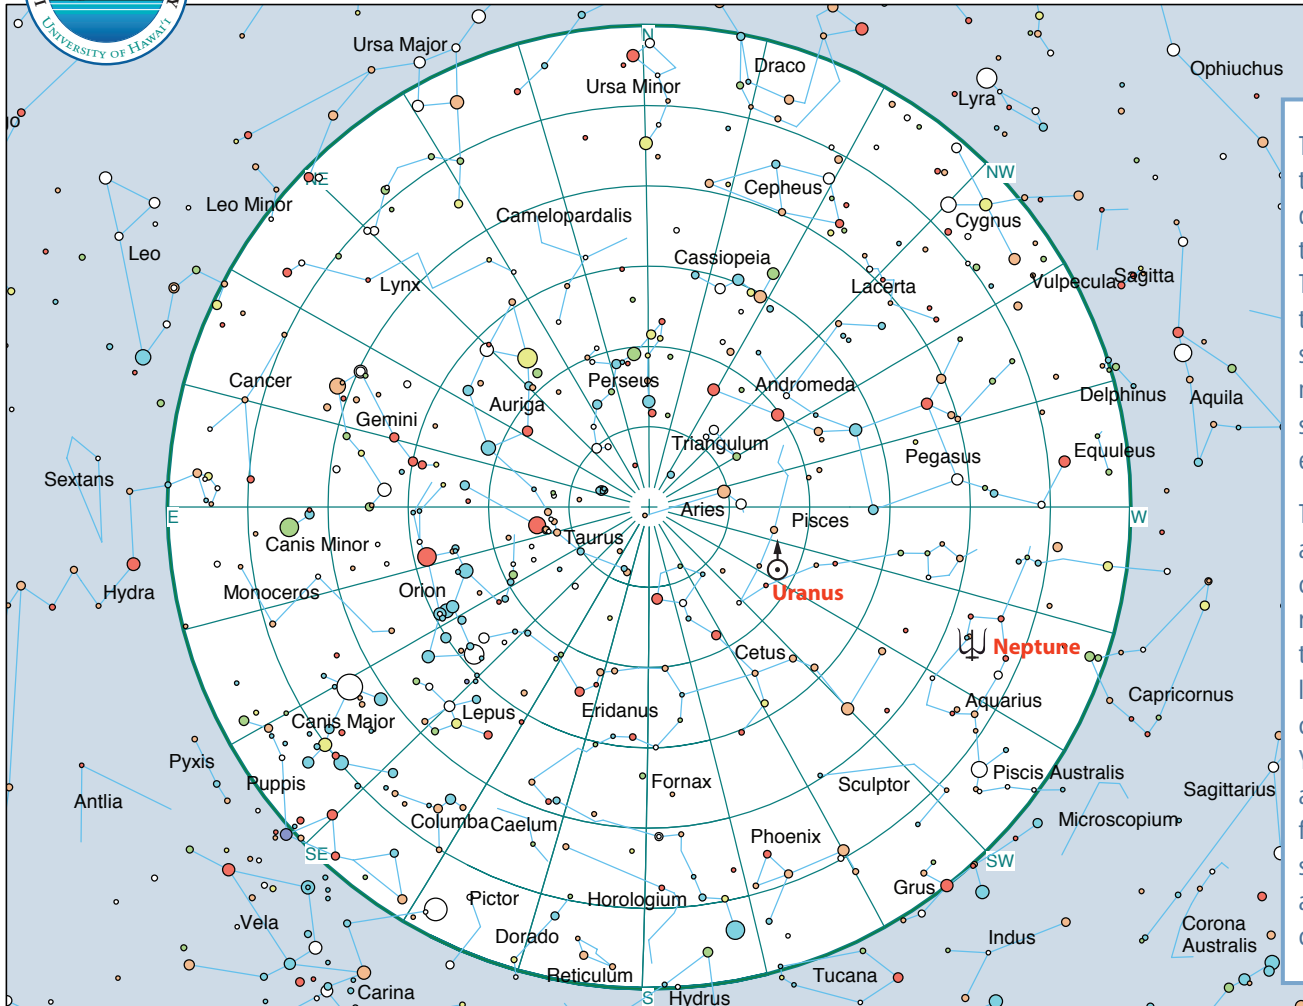 UNIVERSITY OF HAWAI'I
N
Ursa Major
Ursa Minor
Draco
Ophiuchus
Lyra
NE
NW
Leo Minor
Camelopardalis
Cepheus
Cygnus
Leo
Cassiopeia
Lynx
Lacerta
Vulpecula
Sagitta
Cancer
Perseus
Andromeda
Delphinus
Aquila
Gemini
Auriga
Triangulum
Pegasus
Equuleus
Sextans
Aries
E
Pisces
W
Canis Minor
Taurus
Hydra
Monoceros
Orion
Uranus
Neptune
Cetus
Aquarius
Capricornus
Canis Major
Lepus
Eridanus
Pyxis
Puppis
Fornax
Sculptor
Piscis Australis
Sagittarius
Antlia
Columba
Caelum
Phoenix
Microscopium
SE
SW
Pictor
Horologium
Grus
Vela
Dorado
Indus
Corona
Australis
Reticulum
Tucana
Carina
S
Hydrus